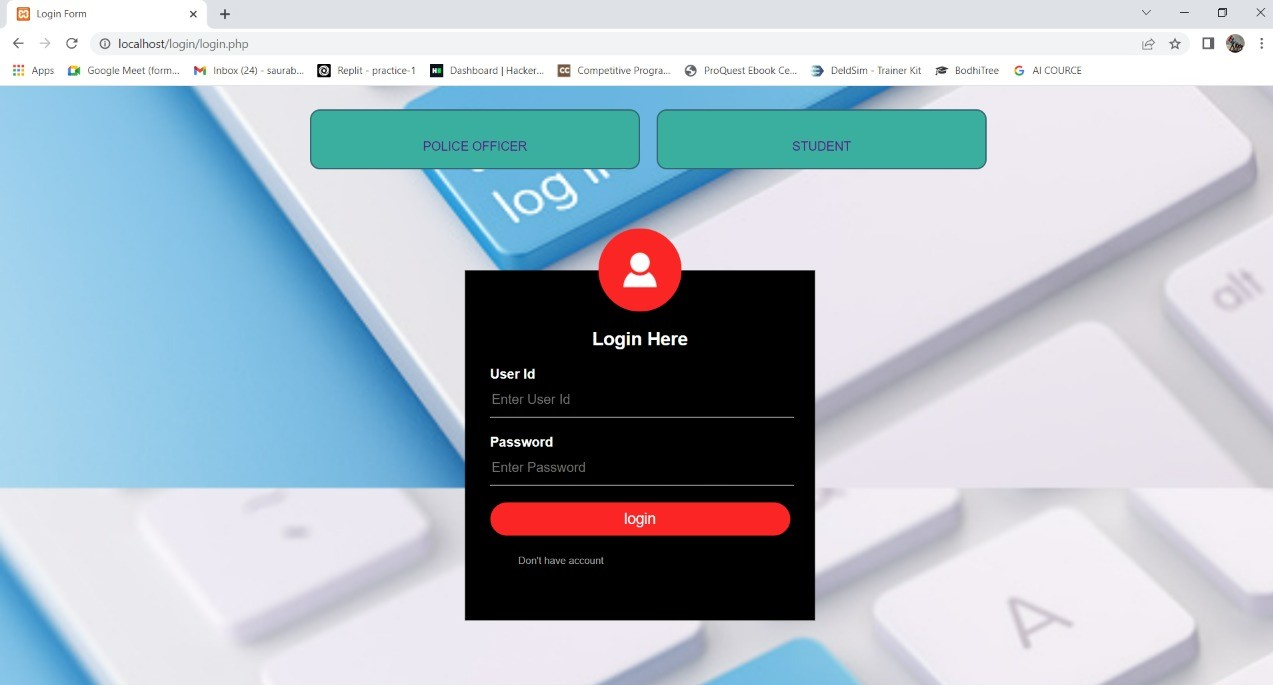 Login Form
localhost/login/login.php
Apps
Google Meet (form...
Inbox (24) - saurab...
Replit - practice-1
Dashboard | Hacker...
Competitive Progra...
ProQuest Ebook Ce...
DeldSim - Trainer Kit
BodhiTree
AI COURCE
POLICE OFFICER
STUDENT
log in
alt
Login Here
User Id
Enter User Id
Password
Enter Password
login
Don't have account
A
A